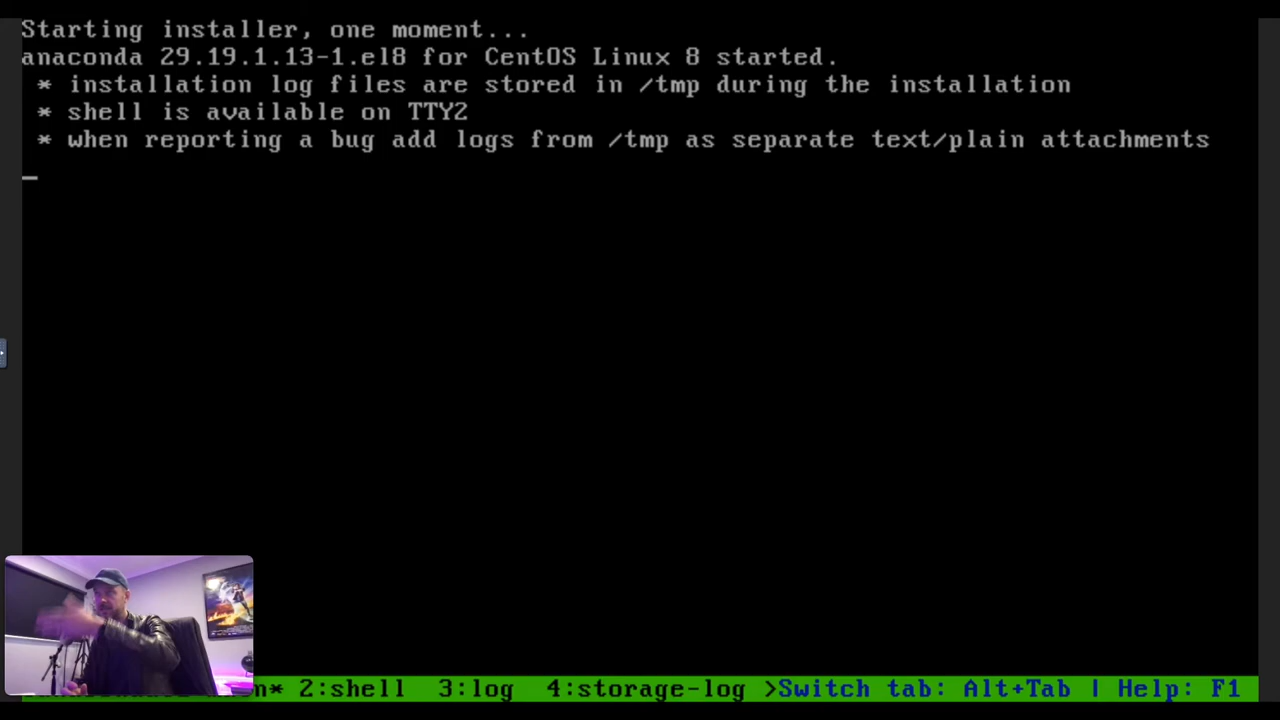 Starting installer, one moment...
anaconda 29.19.1.13-1.el8 for CentOS Linux 8 started.
* installation log files are stored in /tmp during the installation
* shell is available on TTY2
* when reporting a bug add logs from /tmp as separate text/plain attachments
n* 2:shell 3:log 4:storage-log >Switch tab: Alt+Tab | Help: F1